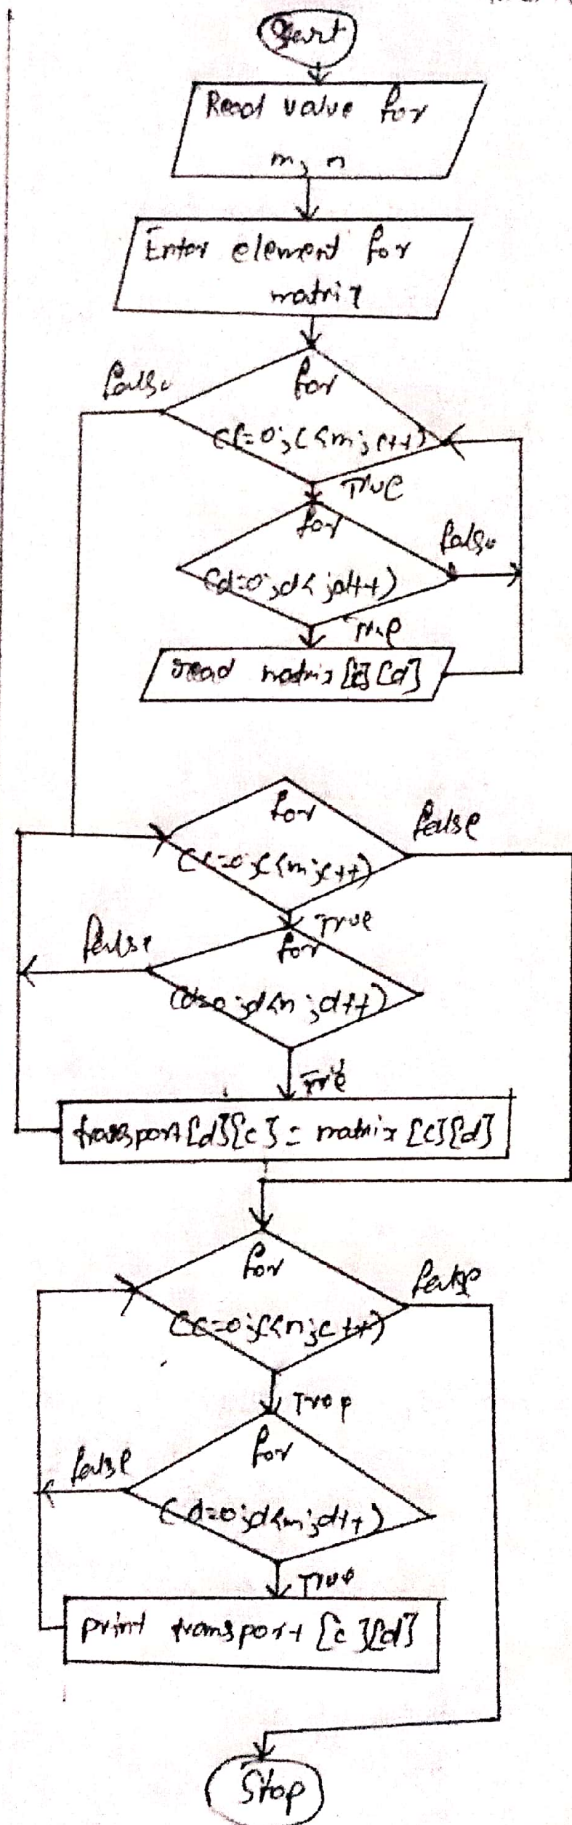 Start
Read value for
m, n
Enter element for
matrix
false
for
(c=0;c<m;c++)
True
for
false
(d=0;d< ;d++)
True
read matrix[c][d]
for
false
(c=0;c<m;c++)
True
false
for
(d=0;d<n;d++)
True
transport[d][c] = matrix [c][d]
for
false
(c=0;c<n;c++)
True
for
false
(d=0;d<m;d++)
True
print transport [c][d]
Stop